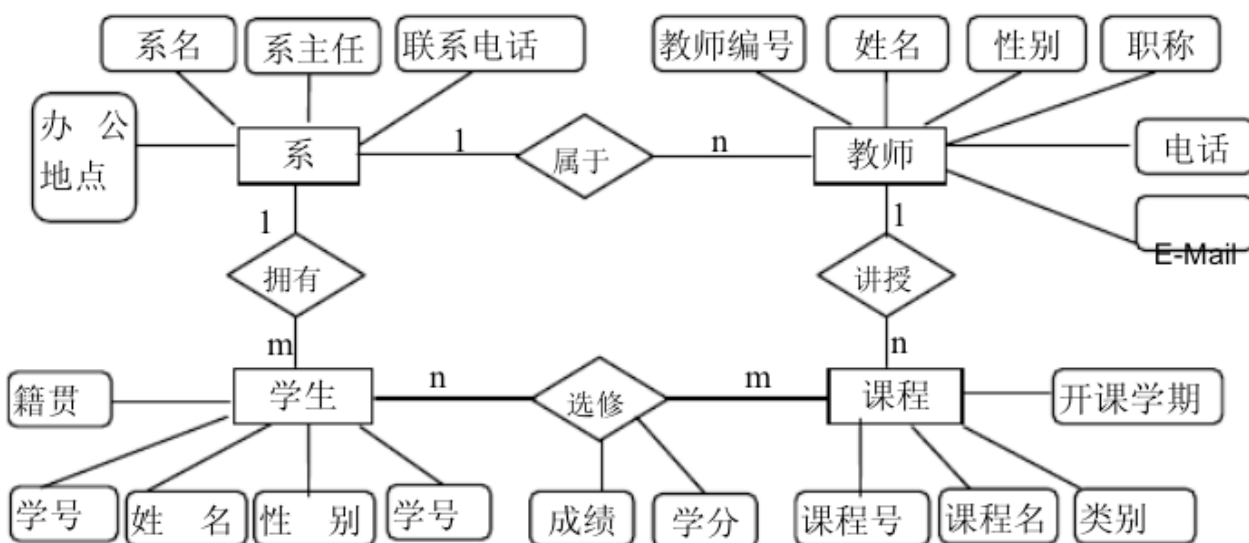 系名 系主任 联系电话 教师编号 姓名 性别 职称
办 公
地点
系 1 属于 n 教师 电话
E-Mail
1 1
拥有 讲授
m n
籍贯 学生 n 选修 m 课程 开课学期
学号 姓 名 性 别 学号 成绩 学分 课程号 课程名 类别